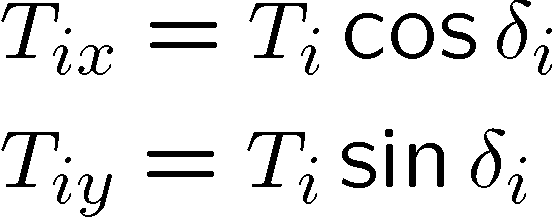 T_{ix} = T_i cos δ_i
T_{iy} = T_i sin δ_i